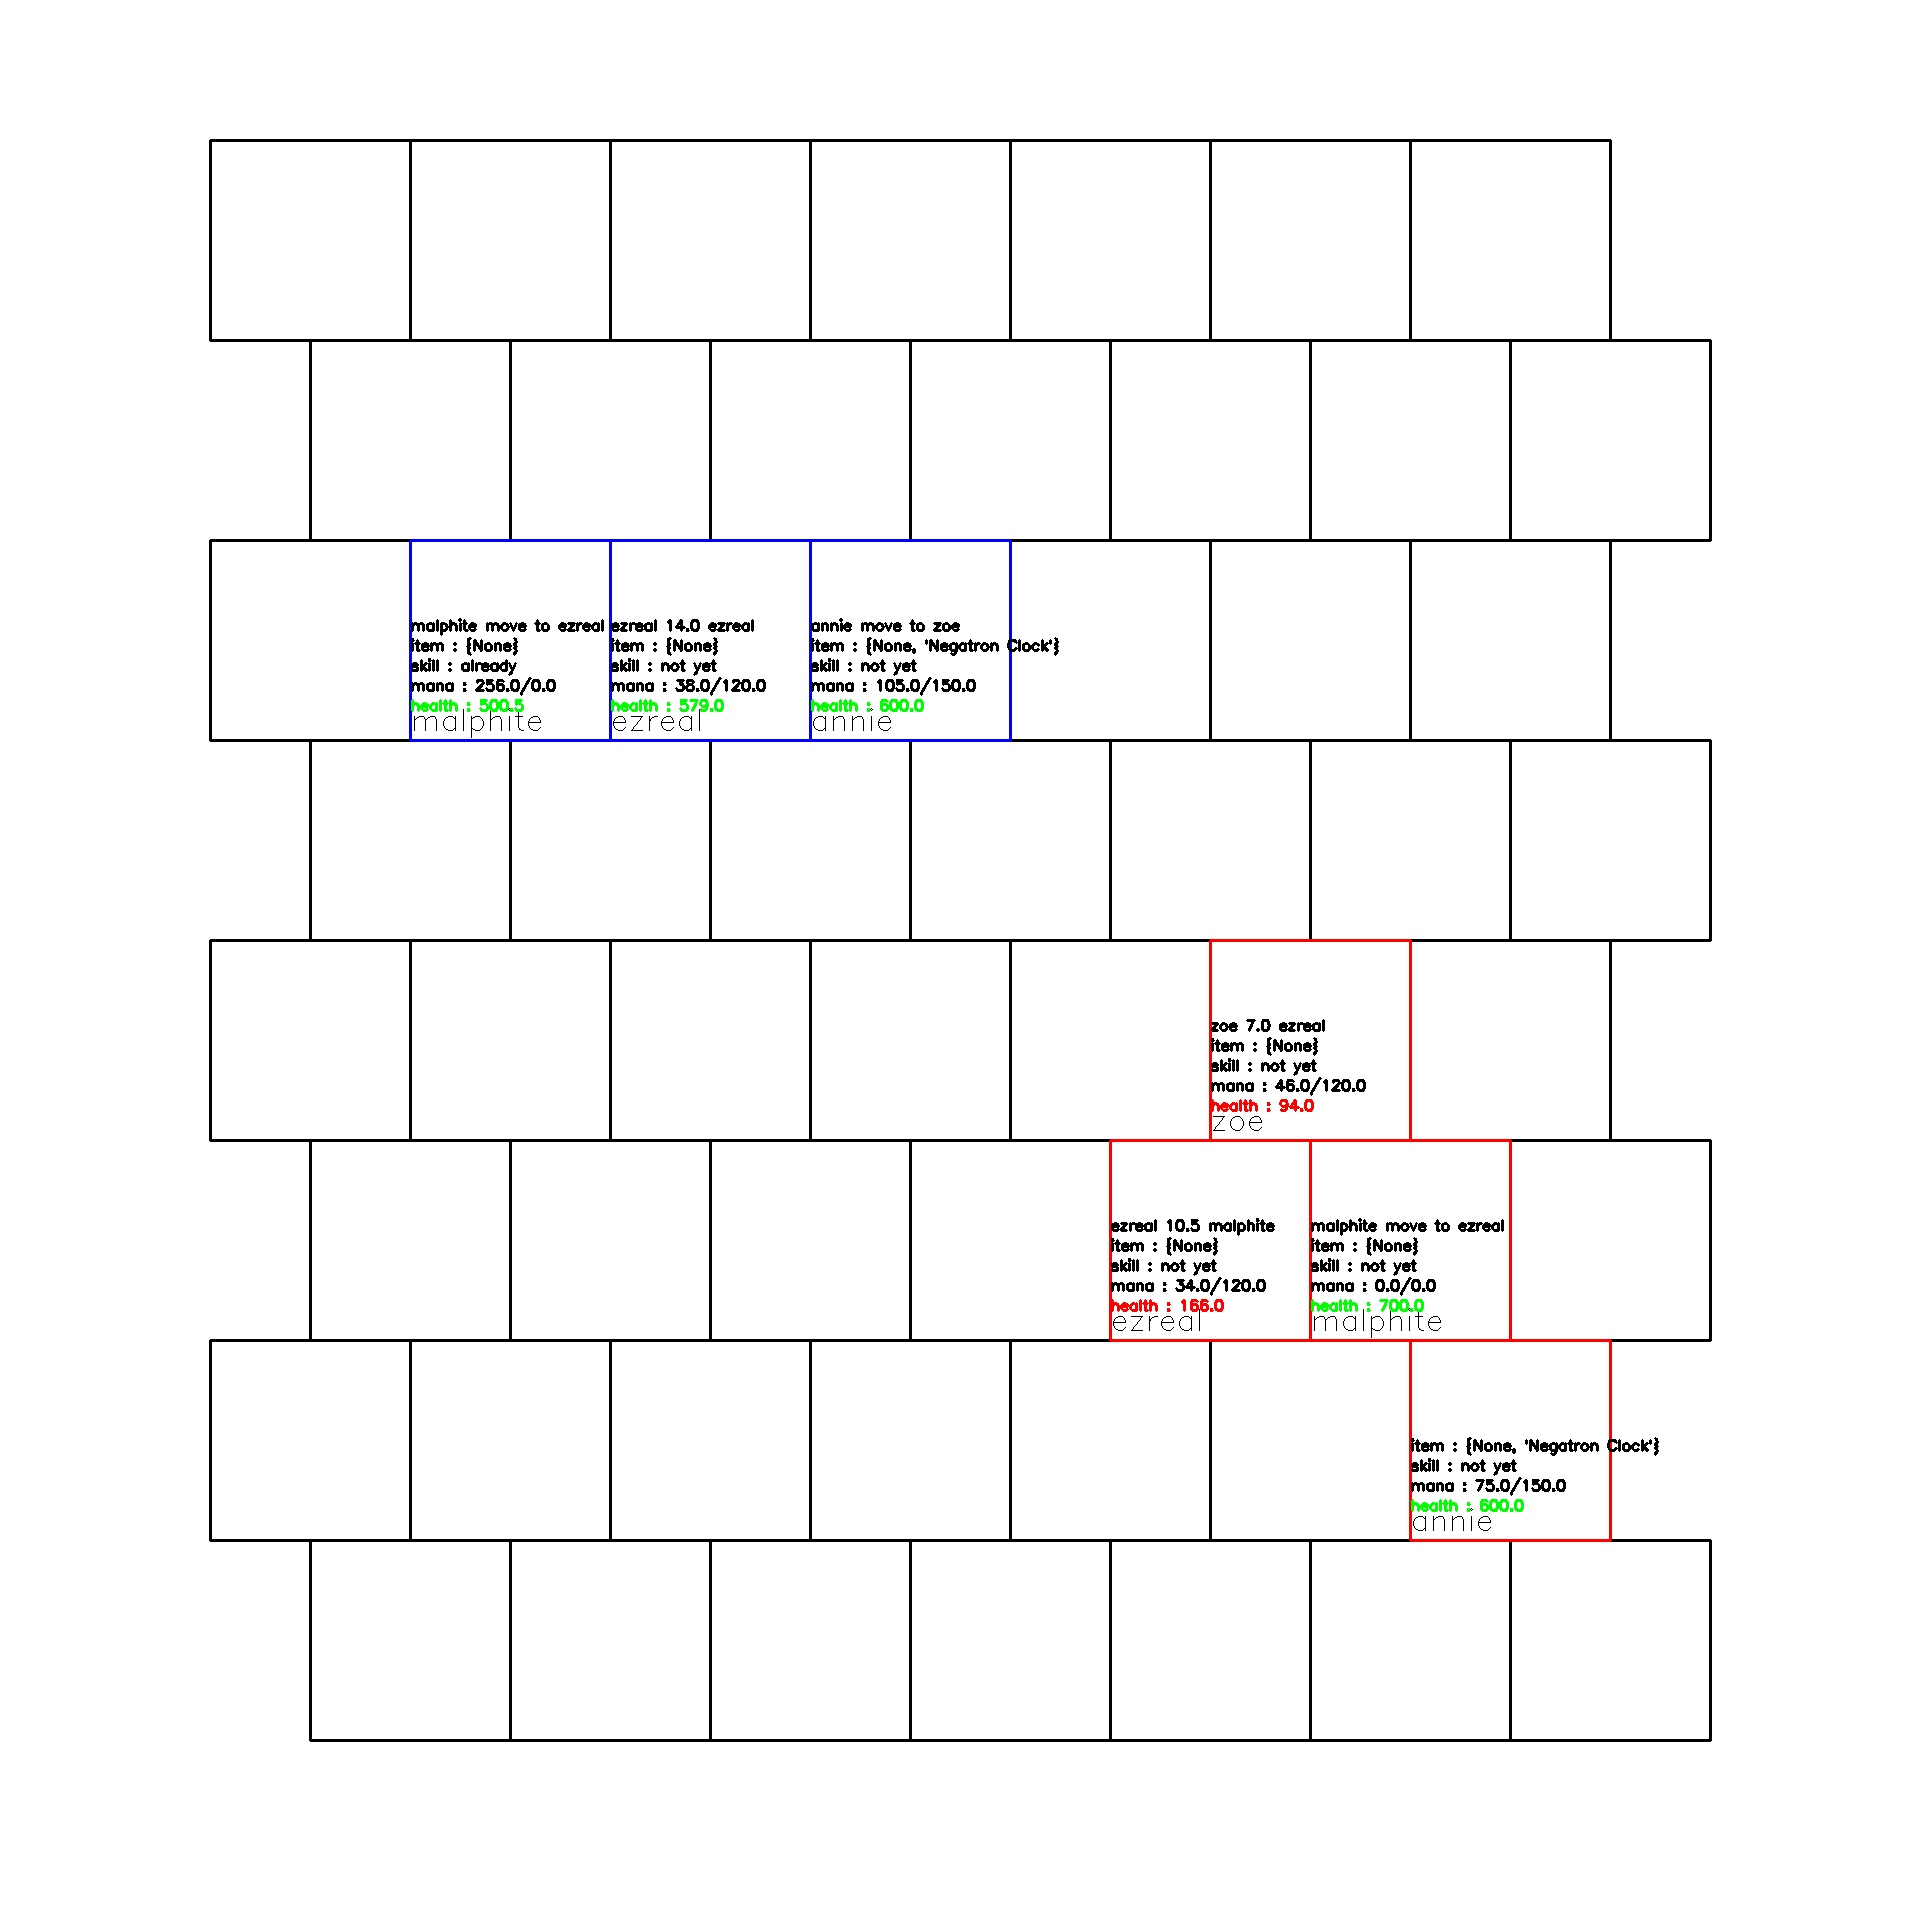 malphite move to ezreal
item : {None}
skill : already
mana : 256.0/0.0
health : 500.5
malphite
ezreal 14.0 ezreal
item : {None}
skill : not yet
mana : 38.0/120.0
health : 579.0
ezreal
annie move to zoe
item : {None, 'Negatron Clock'}
skill : not yet
mana : 105.0/150.0
health : 600.0
annie
zoe 7.0 ezreal
item : {None}
skill : not yet
mana : 46.0/120.0
health : 94.0
zoe
ezreal 10.5 malphite
item : {None}
skill : not yet
mana : 34.0/120.0
health : 166.0
ezreal
malphite move to ezreal
item : {None}
skill : not yet
mana : 0.0/0.0
health : 700.0
malphite
item : {None, 'Negatron Clock'}
skill : not yet
mana : 75.0/150.0
health : 600.0
annie